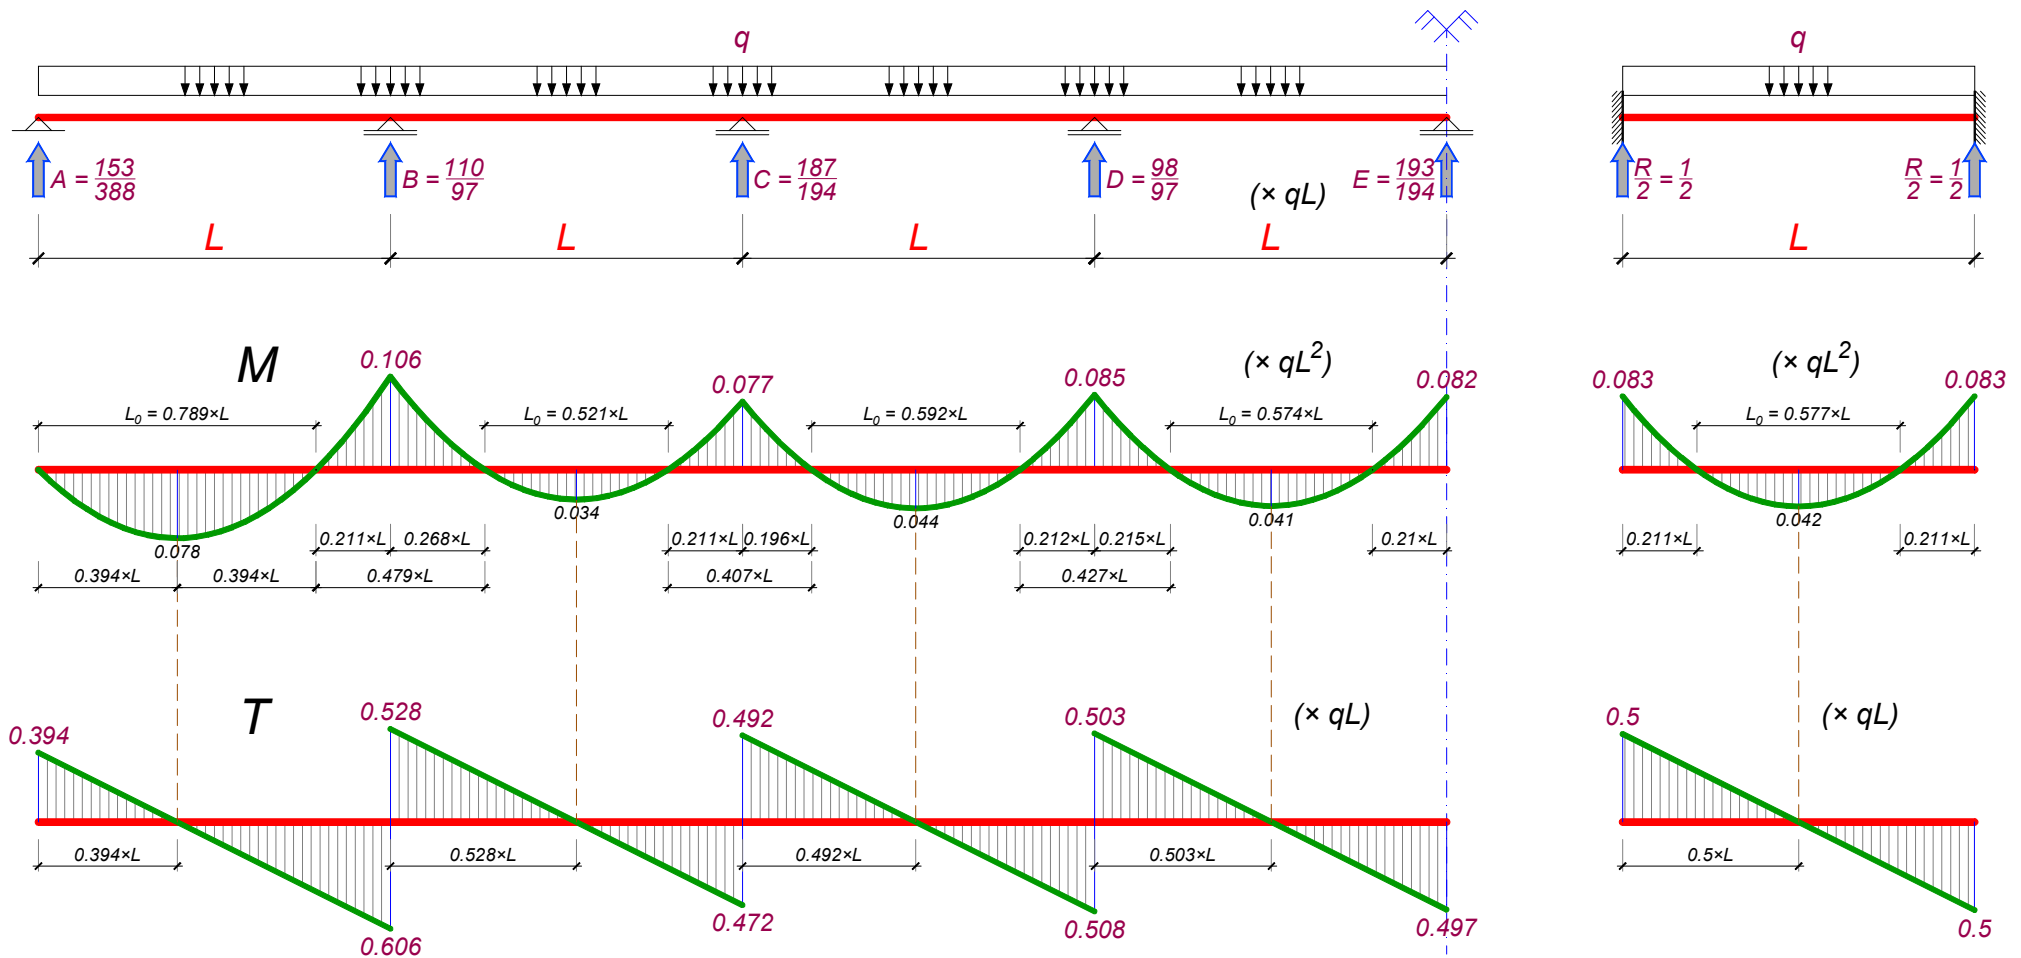 q
q
A = 153/388
B = 110/97
C = 187/194
D = 98/97
E = 193/194
(× qL)
R/2 = 1/2
R/2 = 1/2
L
L
L
L
L
M
0.106
0.077
0.085
(× qL²)
0.082
0.083
(× qL²)
0.083
L₀ = 0.789×L
L₀ = 0.521×L
L₀ = 0.592×L
L₀ = 0.574×L
L₀ = 0.577×L
0.078
0.034
0.044
0.041
0.042
0.211×L
0.268×L
0.211×L
0.196×L
0.212×L
0.215×L
0.21×L
0.211×L
0.211×L
0.394×L
0.394×L
0.479×L
0.407×L
0.427×L
T
0.394
0.528
0.492
0.503
(× qL)
0.5
(× qL)
0.394×L
0.528×L
0.492×L
0.503×L
0.5×L
0.606
0.472
0.508
0.497
0.5